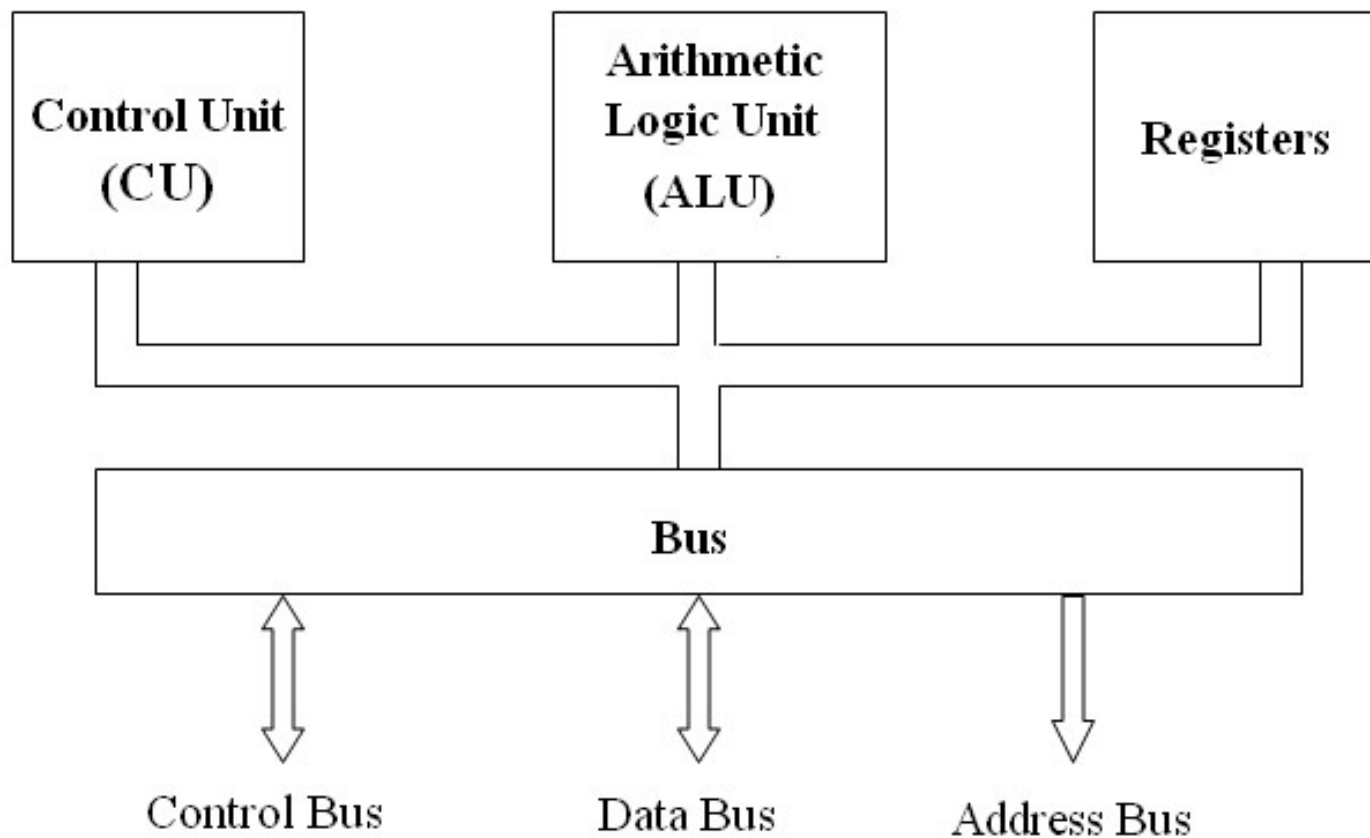 Control Unit
(CU)
Arithmetic
Logic Unit
(ALU)
Registers
Bus
Control Bus
Data Bus
Address Bus